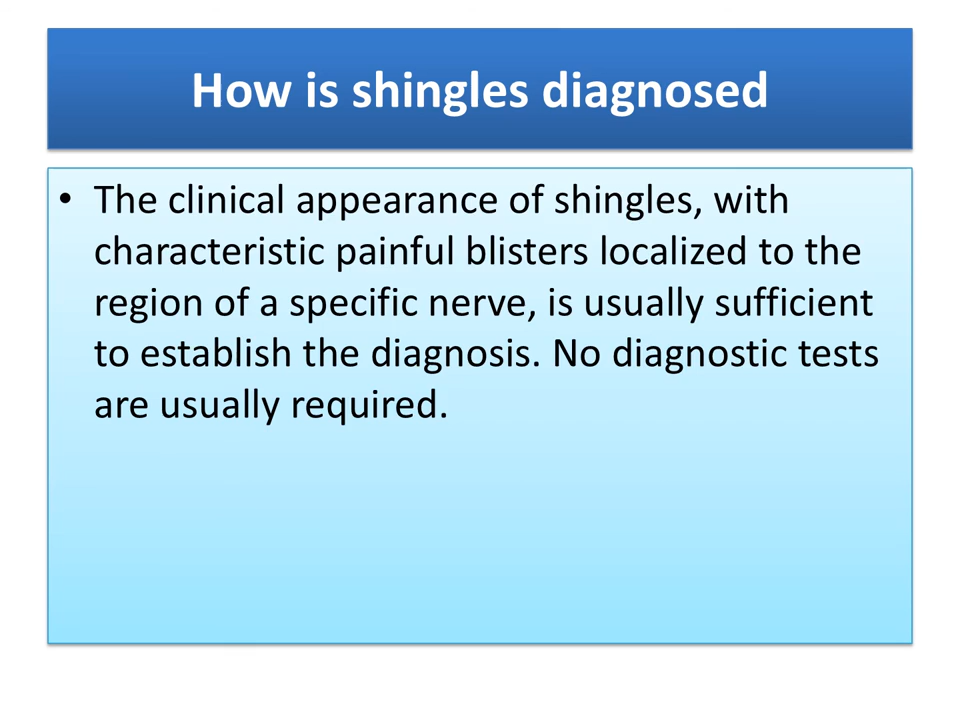 How is shingles diagnosed
• The clinical appearance of shingles, with
characteristic painful blisters localized to the
region of a specific nerve, is usually sufficient
to establish the diagnosis. No diagnostic tests
are usually required.